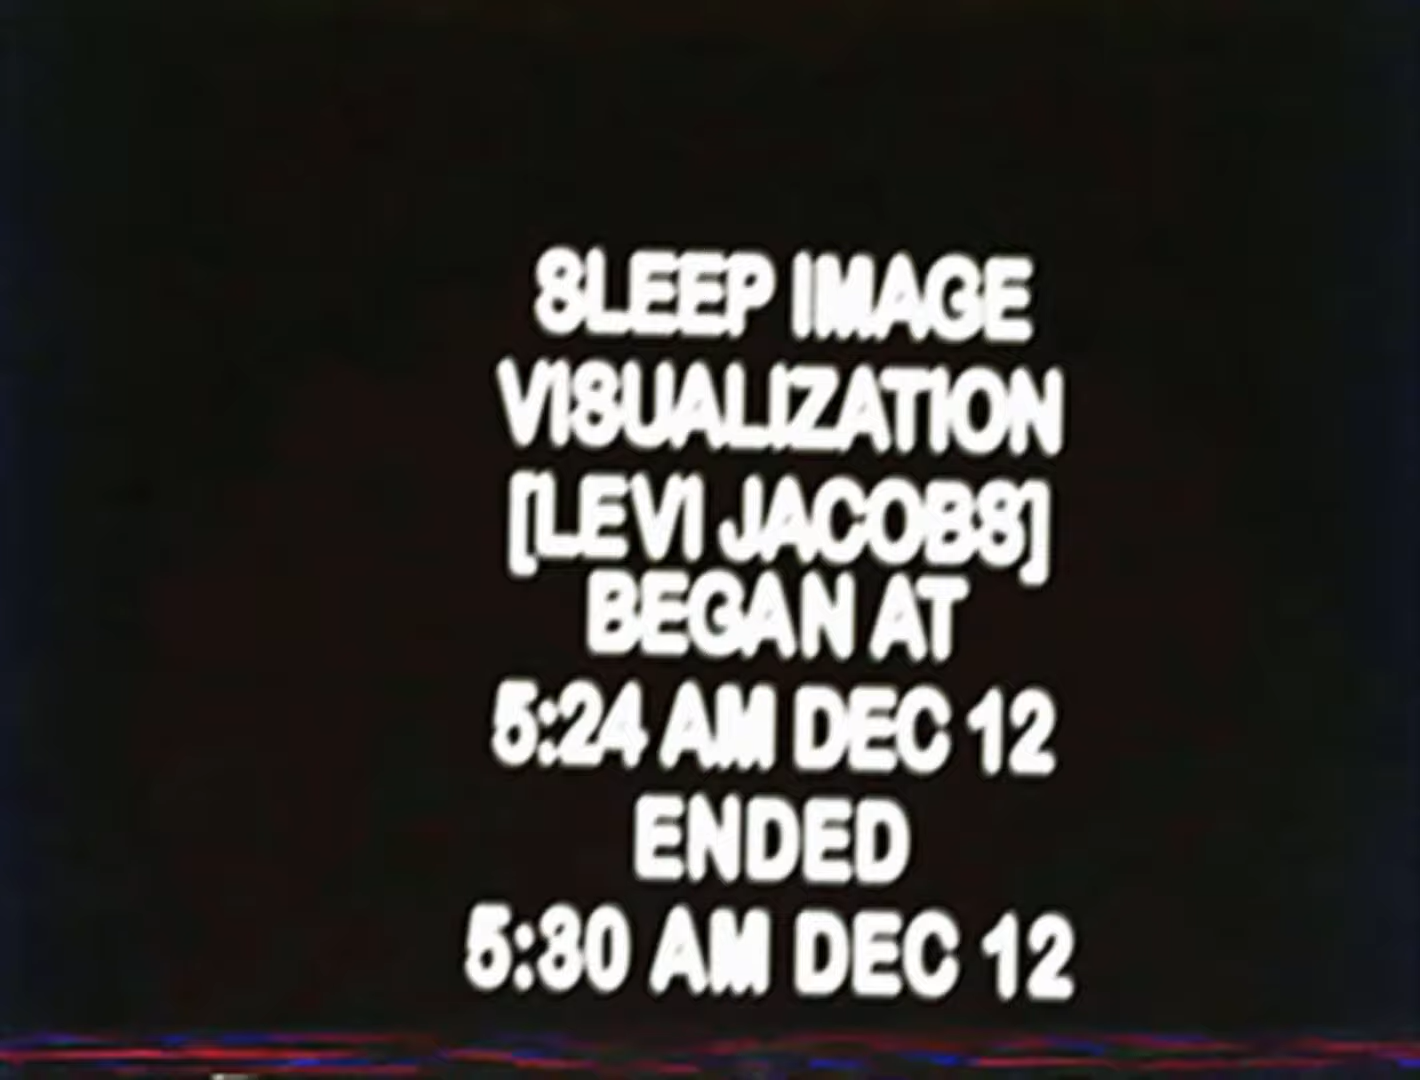 SLEEP IMAGE
VISUALIZATION
[LEVI JACOBS]
BEGAN AT
5:24 AM DEC 12
ENDED
5:30 AM DEC 12